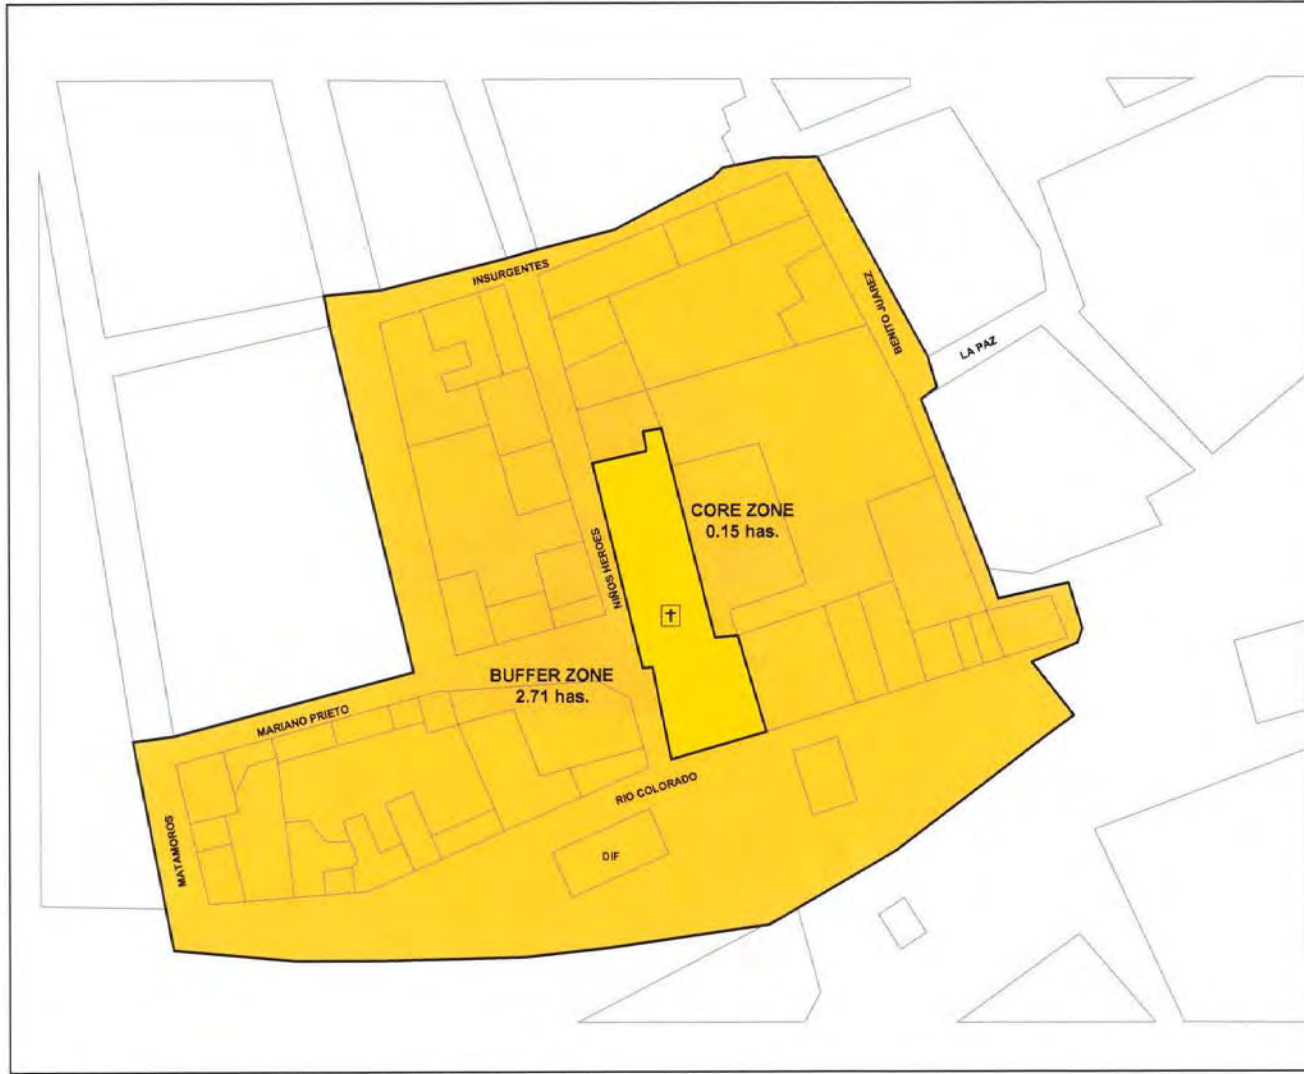 INSURGENTES
BENITO JUAREZ
LA PAZ
CORE ZONE
0.15 has.
NIÑOS HEROES
BUFFER ZONE
2.71 has.
MARIANO PRIETO
RIO COLORADO
MATAMOROS
DIF